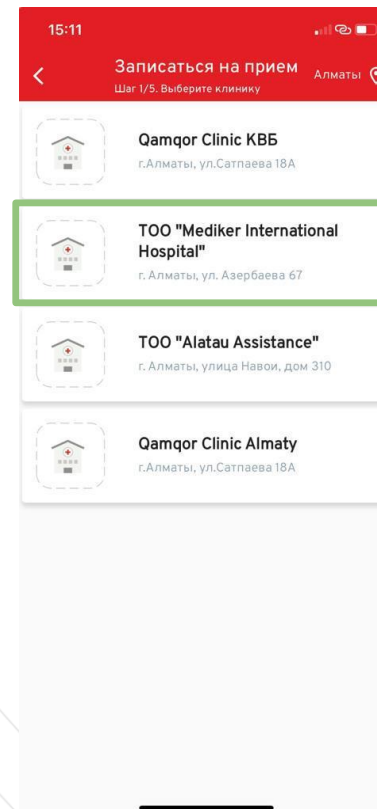 15:11
Записаться на прием
Алматы
Шаг 1/5. Выберите клинику
Qamqor Clinic КВБ
г.Алматы, ул.Сатпаева 18А
ТОО "Mediker International
Hospital"
г. Алматы, ул. Азербаева 67
ТОО "Alatau Assistance"
г. Алматы, улица Навои, дом 310
Qamqor Clinic Almaty
г.Алматы, ул.Сатпаева 18А